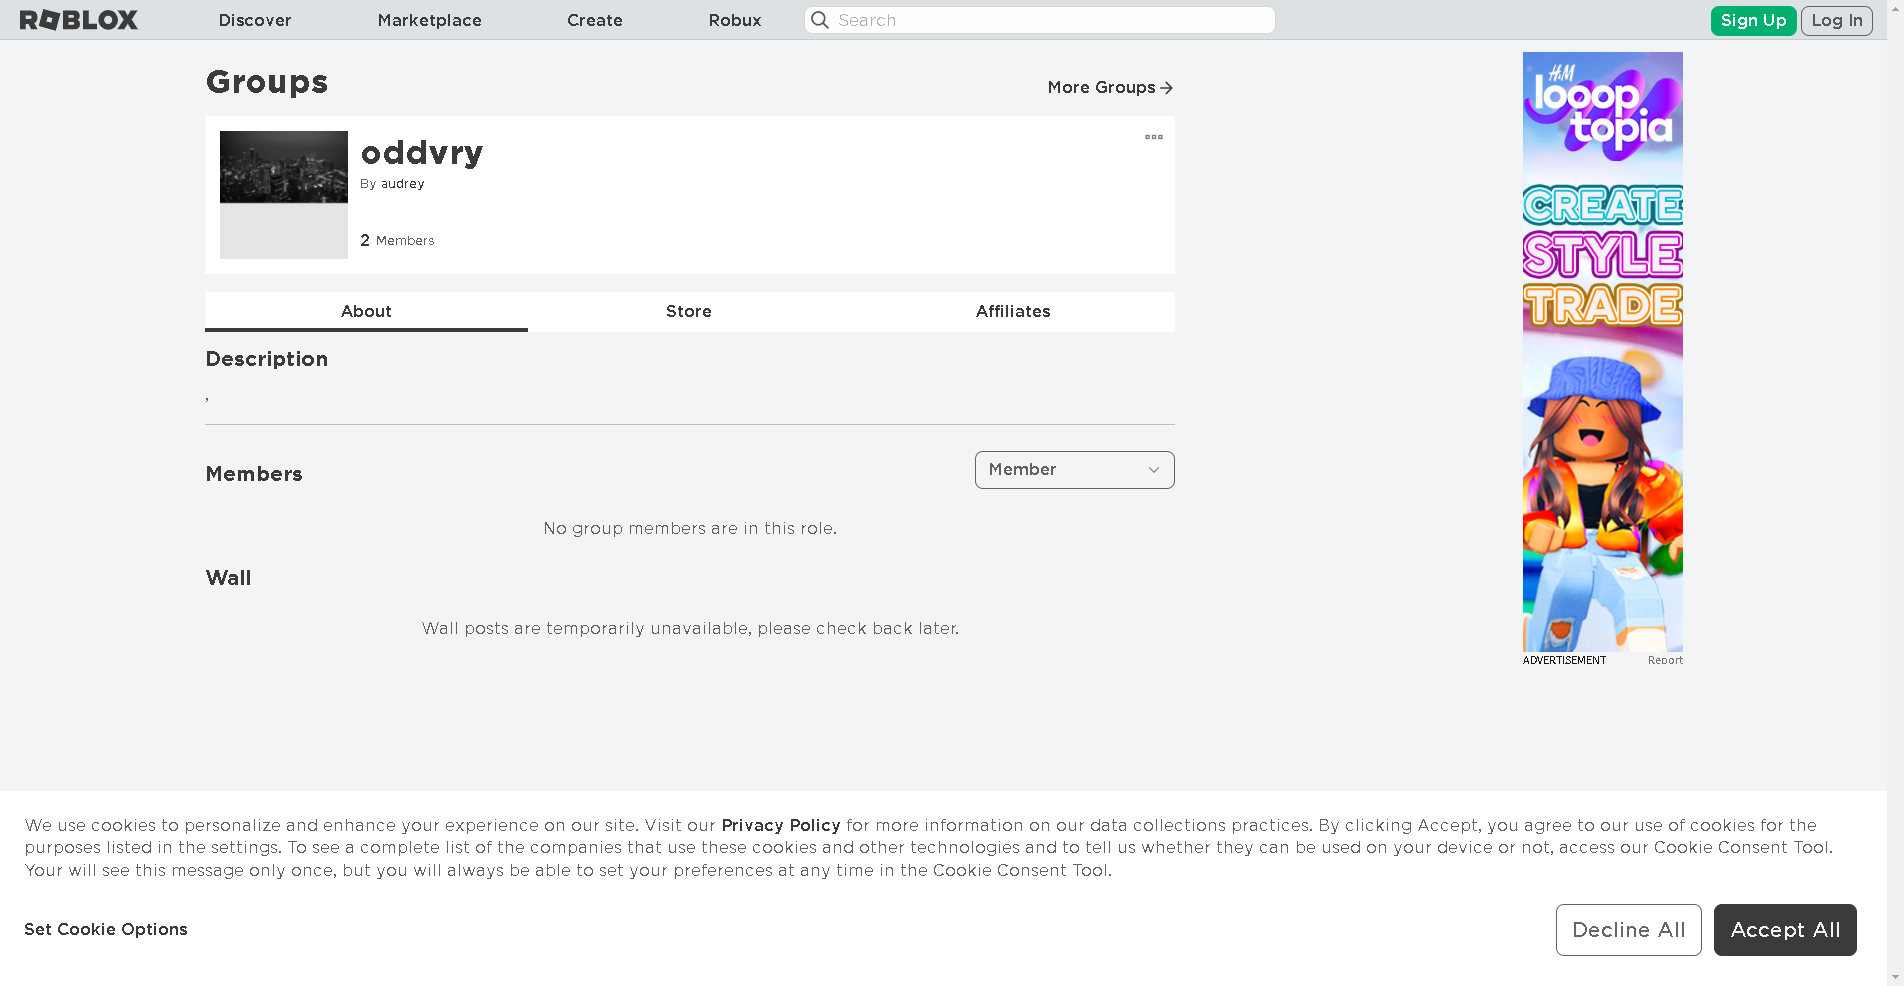 ROBLOX Discover Marketplace Create Robux Search Sign Up Log In
Groups
More Groups
oddvry
By audrey
2 Members
About Store Affiliates
Description
,
Members
Member
No group members are in this role.
Wall
Wall posts are temporarily unavailable, please check back later.
H&M
looop
topia
CREATE
STYLE
TRADE
ADVERTISEMENT Report
We use cookies to personalize and enhance your experience on our site. Visit our Privacy Policy for more information on our data collections practices. By clicking Accept, you agree to our use of cookies for the
purposes listed in the settings. To see a complete list of the companies that use these cookies and other technologies and to tell us whether they can be used on your device or not, access our Cookie Consent Tool.
Your will see this message only once, but you will always be able to set your preferences at any time in the Cookie Consent Tool.
Set Cookie Options
Decline All Accept All